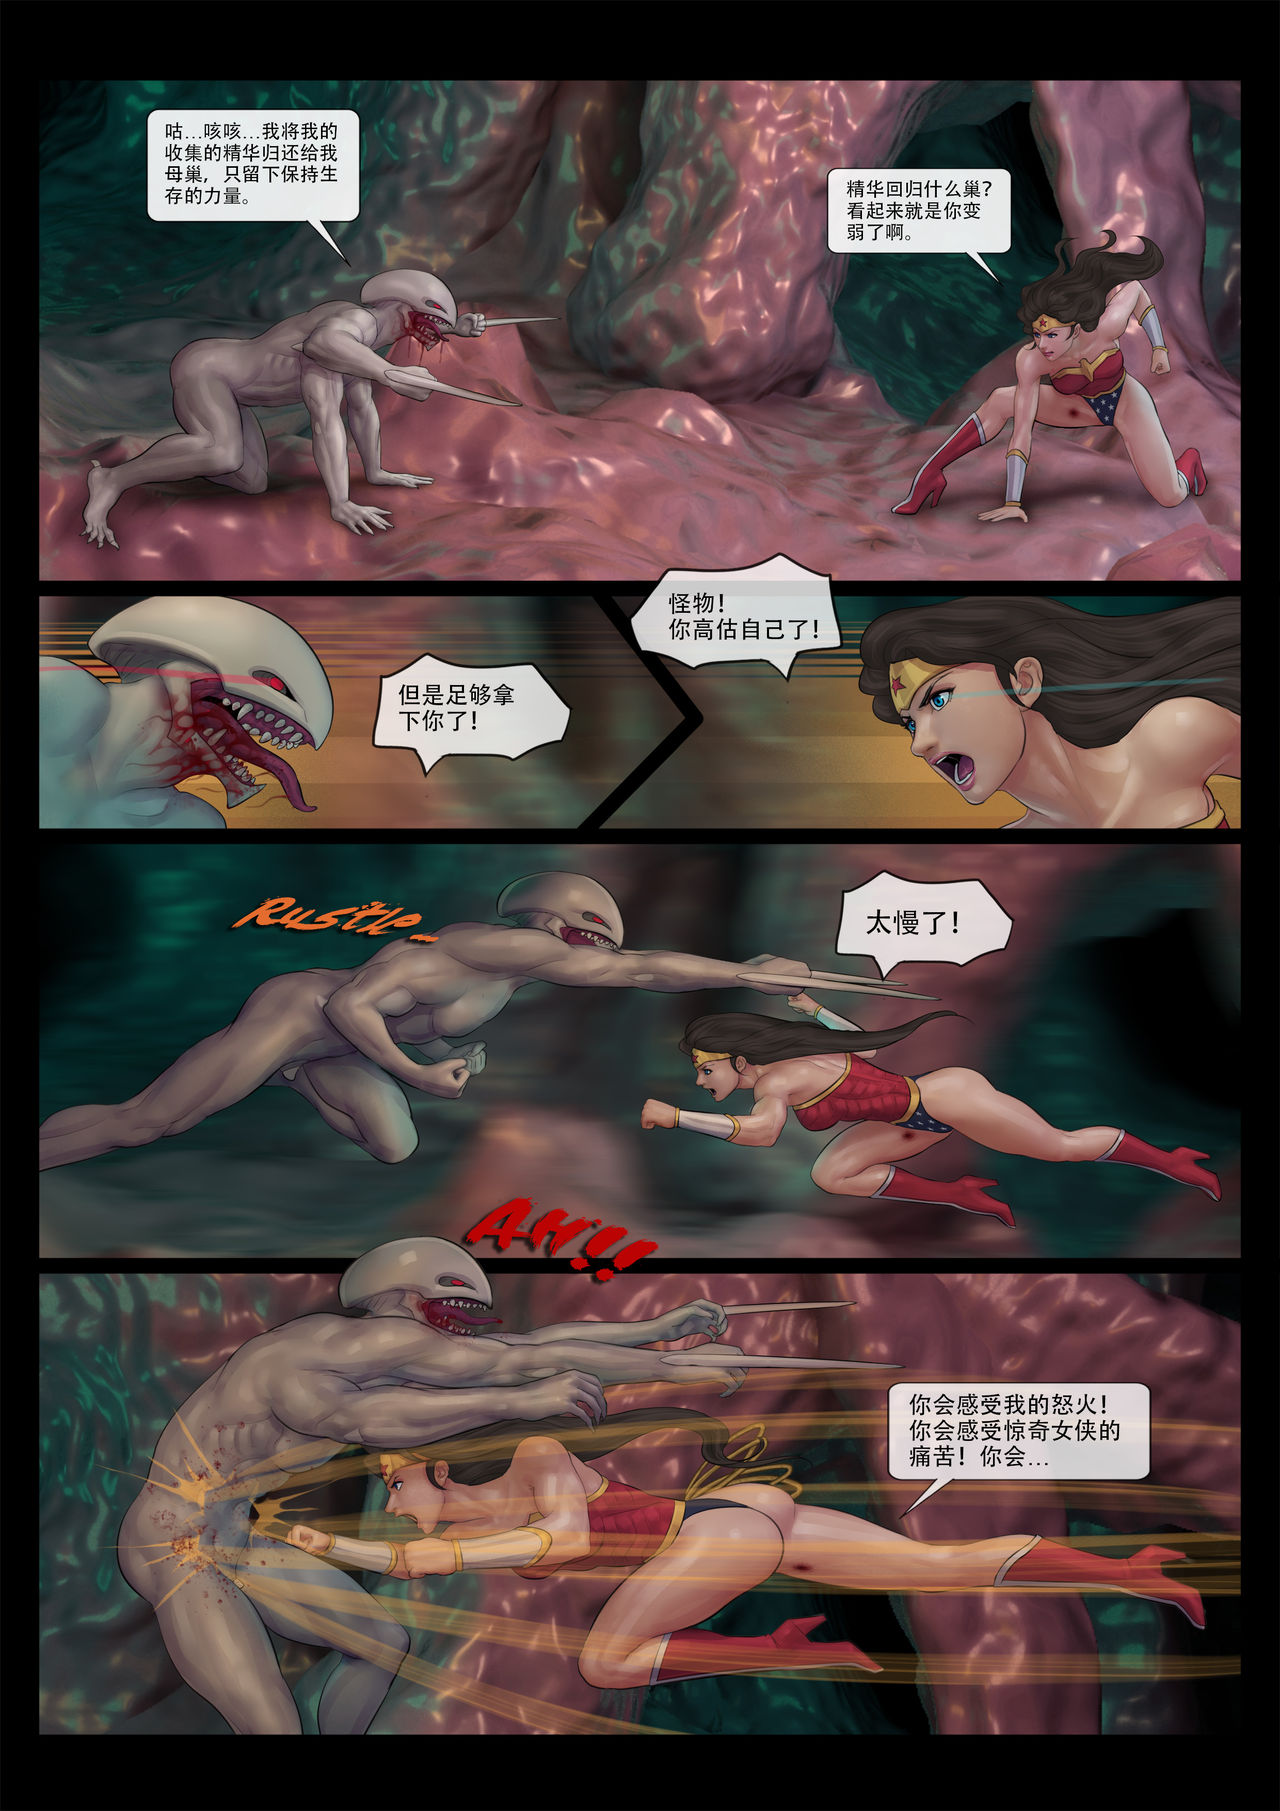 咕…咳咳…我将我的
收集的精华归还给我
母巢，只留下保持生
存的力量。
精华回归什么巢？
看起来就是你变
弱了啊。
怪物！
你高估自己了！
但是足够拿
下你了！
Rustle...
太慢了！
AH!!
你会感受我的怒火！
你会感受惊奇女侠的
痛苦！你会…